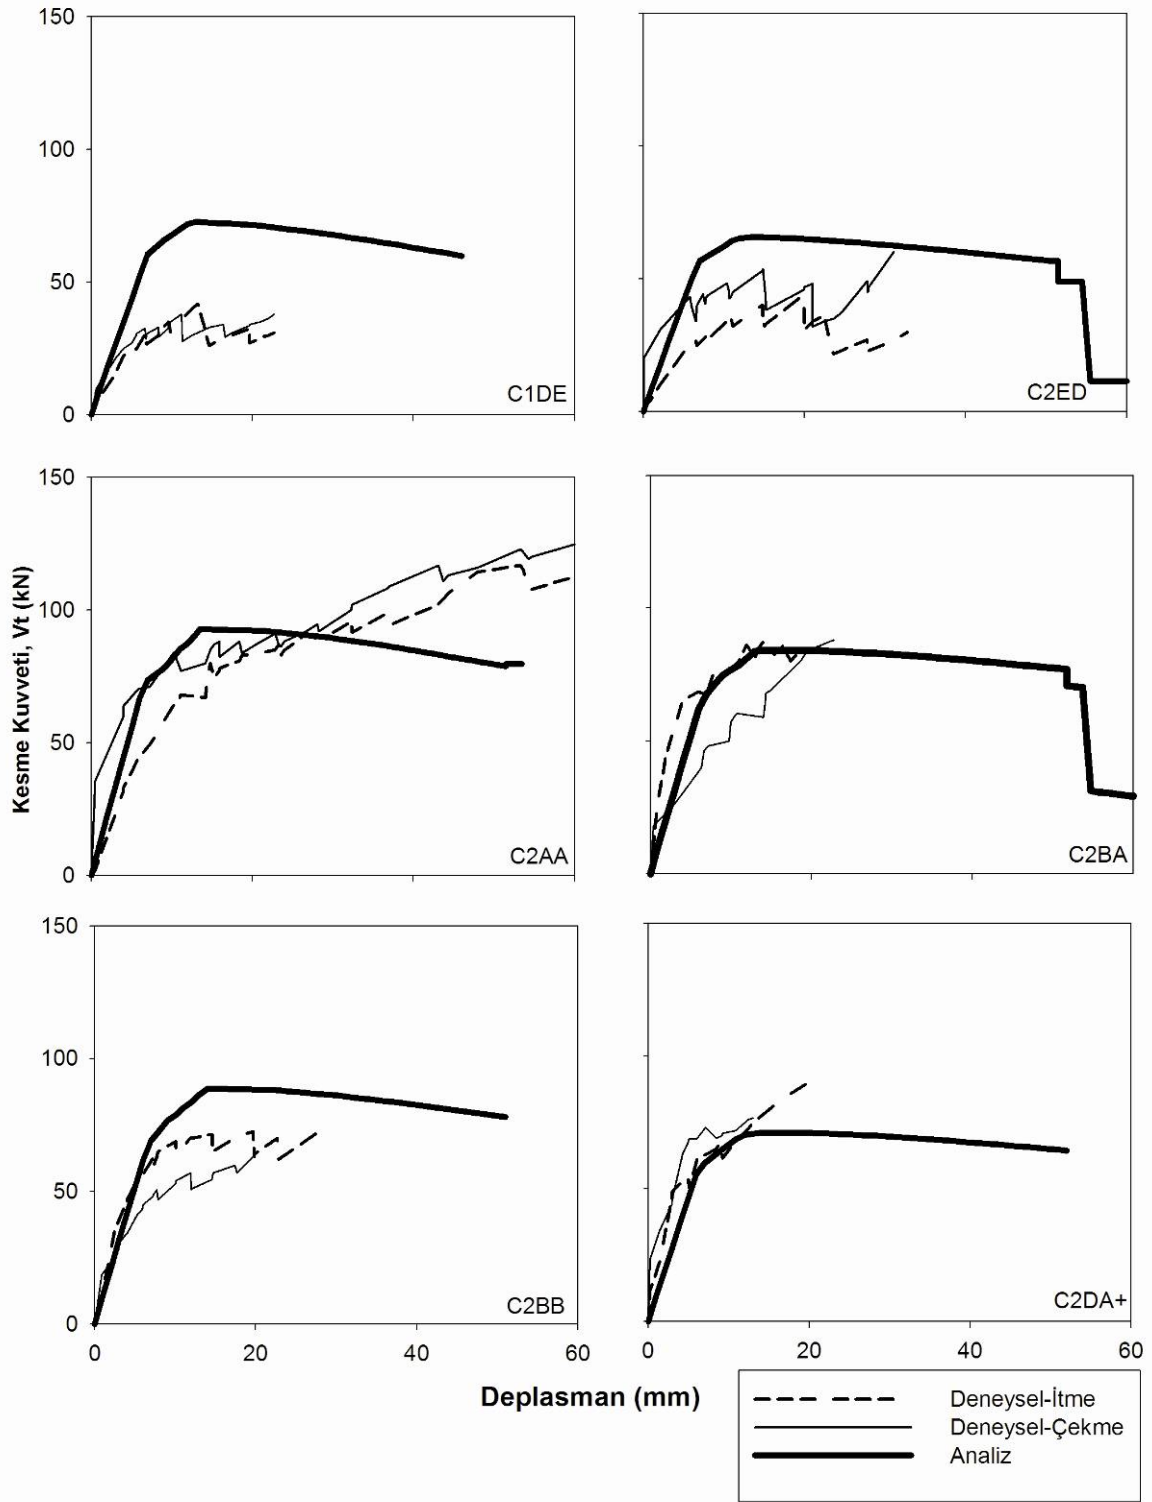 150
100
50
0
C1DE
C2ED
150
100
50
0
C2AA
C2BA
Kesme Kuvveti, Vt (kN)
150
100
50
0
C2BB
C2DA+
0 20 40 60
0 20 40 60
Deplasman (mm)
Deneysel-İtme
Deneysel-Çekme
Analiz